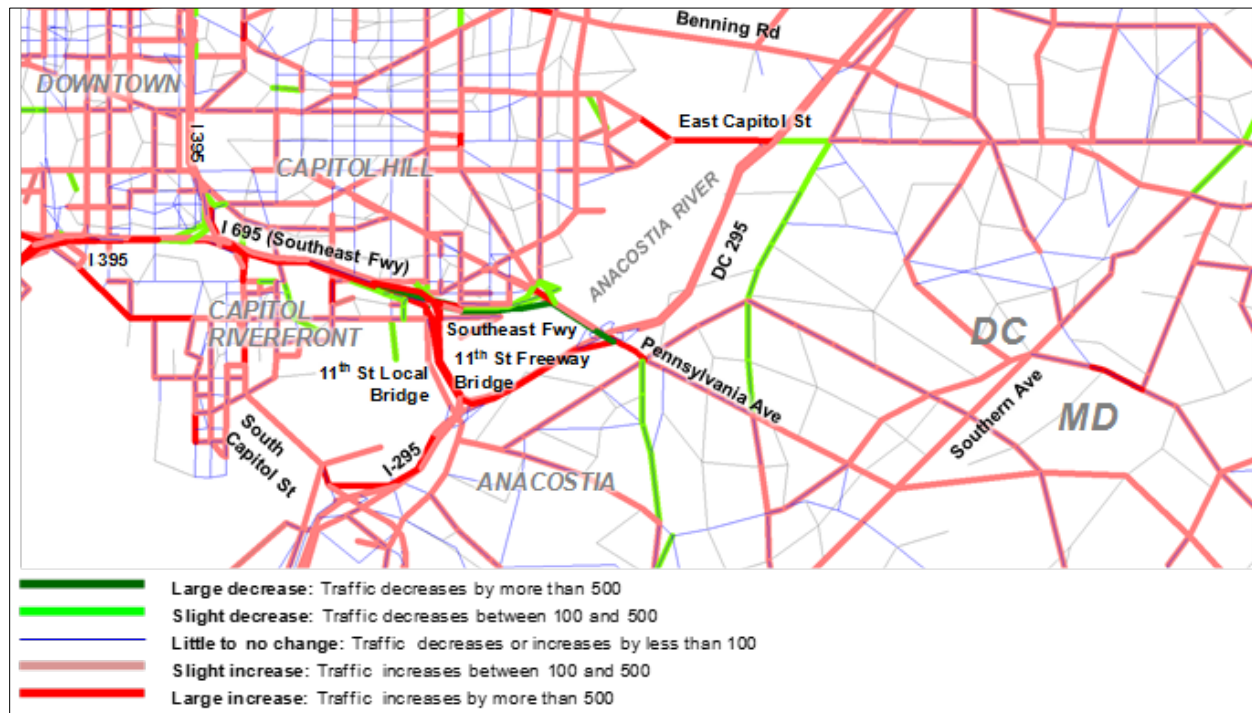 Benning Rd
DOWNTOWN
I 395
East Capitol St
CAPITOL HILL
ANACOSTIA RIVER
I 695 (Southeast Fwy)
DC 295
I 395
CAPITOL
RIVERFRONT
Southeast Fwy
DC
11th St Local
Bridge
11th St Freeway
Bridge
Pennsylvania Ave
Southern Ave
MD
South
Capitol St
I-295
ANACOSTIA
Large decrease: Traffic decreases by more than 500
Slight decrease: Traffic decreases between 100 and 500
Little to no change: Traffic decreases or increases by less than 100
Slight increase: Traffic increases between 100 and 500
Large increase: Traffic increases by more than 500